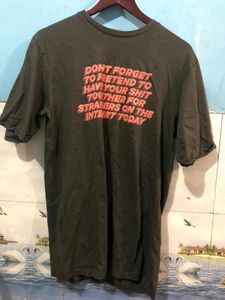 DON'T FORGET
TO PRETEND TO
HAVE YOUR SHIT
TOGETHER FOR
STRANGERS ON THE
INTERNET TODAY